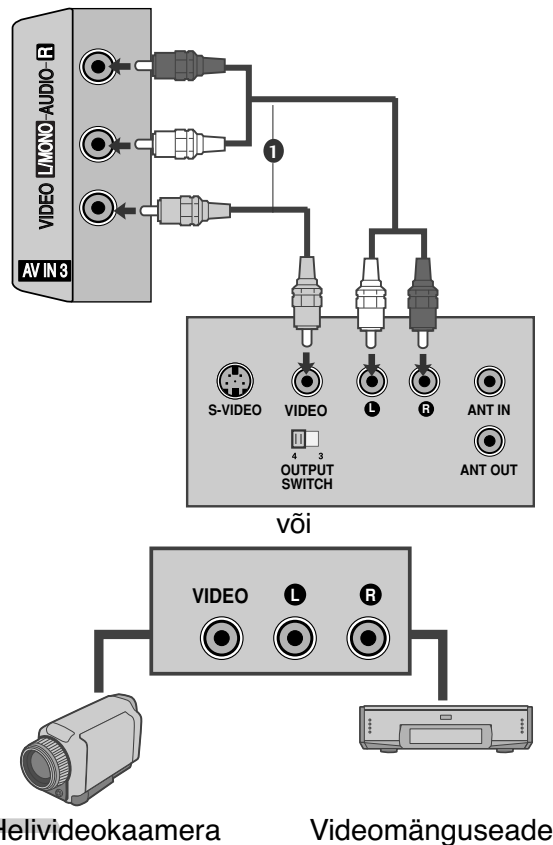 VIDEO L/MONO AUDIO R
AV IN 3
1
S-VIDEO VIDEO L R ANT IN
4 3
OUTPUT
SWITCH
ANT OUT
või
VIDEO L R
Helivideokaamera Videomänguseade